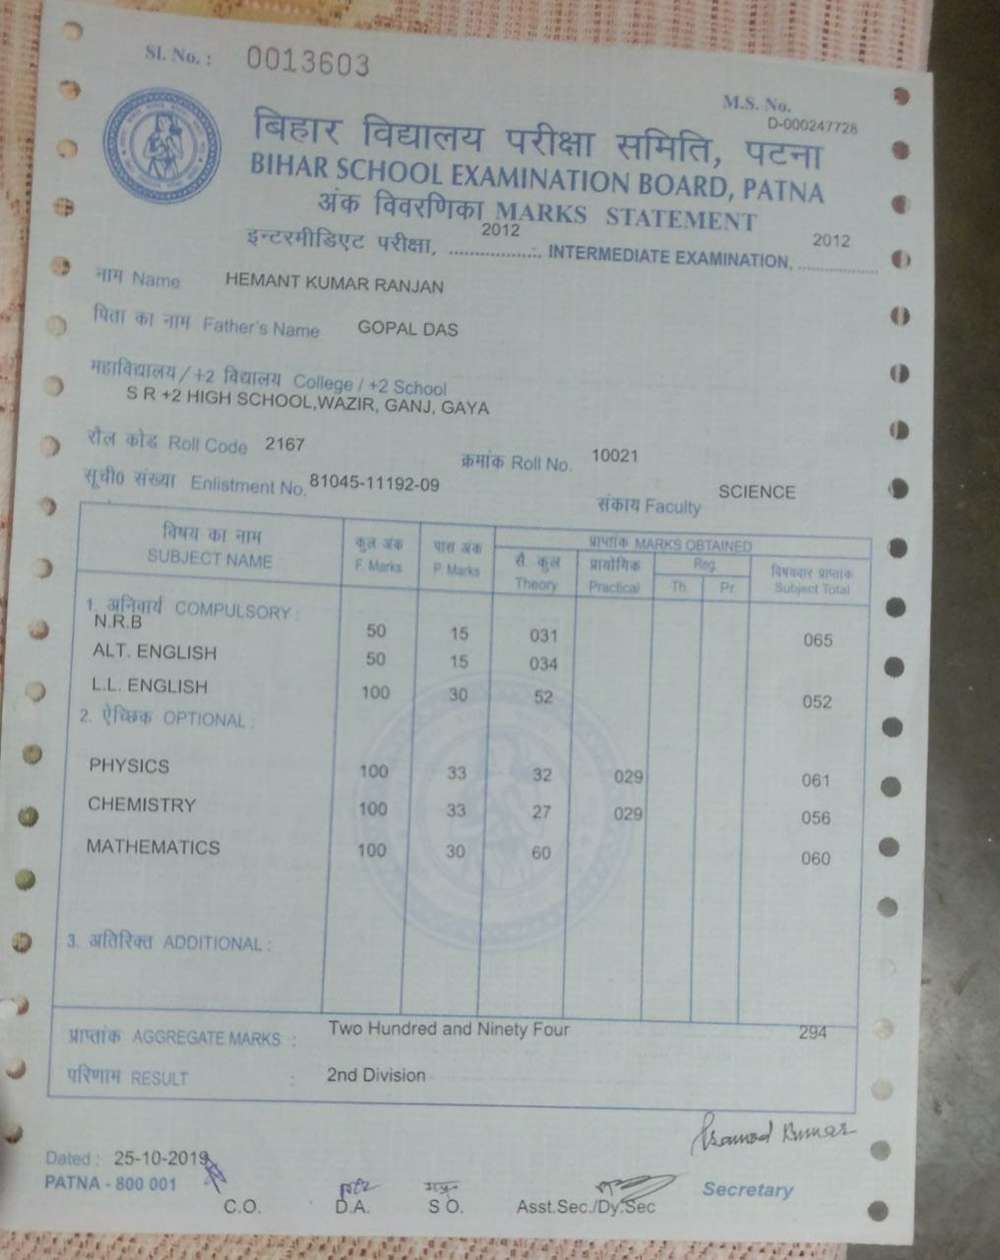 Sl. No. : 0013603
M.S. No.
D-000247728
बिहार विद्यालय परीक्षा समिति, पटना
BIHAR SCHOOL EXAMINATION BOARD, PATNA
अंक विवरणिका MARKS STATEMENT
इन्टरमीडिएट परीक्षा, 2012 INTERMEDIATE EXAMINATION, 2012
नाम Name HEMANT KUMAR RANJAN
पिता का नाम Father's Name GOPAL DAS
महाविद्यालय / +2 विद्यालय College / +2 School
S R +2 HIGH SCHOOL,WAZIR, GANJ, GAYA
रौल कोड Roll Code 2167 क्रमांक Roll No. 10021
सूची० संख्या Enlistment No. 81045-11192-09 संकाय Faculty SCIENCE
विषय का नाम कुल अंक पास अंक प्राप्तांक MARKS OBTAINED
SUBJECT NAME F. Marks P. Marks सै. कुल प्रायोगिक Reg. विषयवार प्राप्तांक
Theory Practical Th. Pr. Subject Total
1. अनिवार्य COMPULSORY :
N.R.B 50 15 031 065
ALT. ENGLISH 50 15 034
L.L. ENGLISH 100 30 52 052
2. ऐच्छिक OPTIONAL :
PHYSICS 100 33 32 029 061
CHEMISTRY 100 33 27 029 056
MATHEMATICS 100 30 60 060
3. अतिरिक्त ADDITIONAL :
प्राप्तांक AGGREGATE MARKS : Two Hundred and Ninety Four 294
परिणाम RESULT : 2nd Division
Dated : 25-10-2019
PATNA - 800 001
C.O. D.A. S O. Asst.Sec./Dy.Sec Secretary